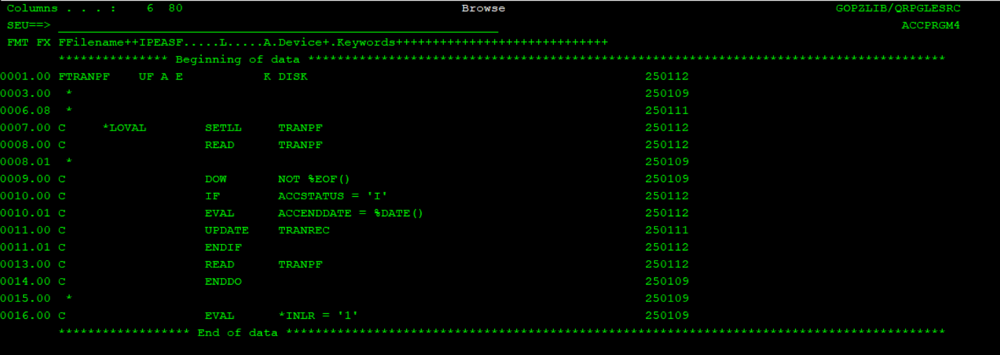 Columns . . . :    6  80                                      Browse                                             GOPZLIB/QRPGLESRC
SEU==>                                                                                                                     ACCPRGM4
FMT FX FFilename++IPEASF.....L.....A.Device+.Keywords+++++++++++++++++++++++++++++
*************** Beginning of data ***************************************************************************************
0001.00 FTRANPF    UF A E           K DISK                                              250112
0003.00  *                                                                              250109
0006.08  *                                                                              250111
0007.00 C     *LOVAL        SETLL     TRANPF                                            250112
0008.00 C                   READ      TRANPF                                            250112
0008.01  *                                                                              250109
0009.00 C                   DOW       NOT %EOF()                                        250109
0010.00 C                   IF        ACCSTATUS = 'I'                                   250112
0010.01 C                   EVAL      ACCENDDATE = %DATE()                              250112
0011.00 C                   UPDATE    TRANREC                                           250111
0011.01 C                   ENDIF                                                       250112
0013.00 C                   READ      TRANPF                                            250112
0014.00 C                   ENDDO                                                       250109
0015.00  *                                                                              250109
0016.00 C                   EVAL      *INLR = '1'                                       250109
****************** End of data ******************************************************************************************